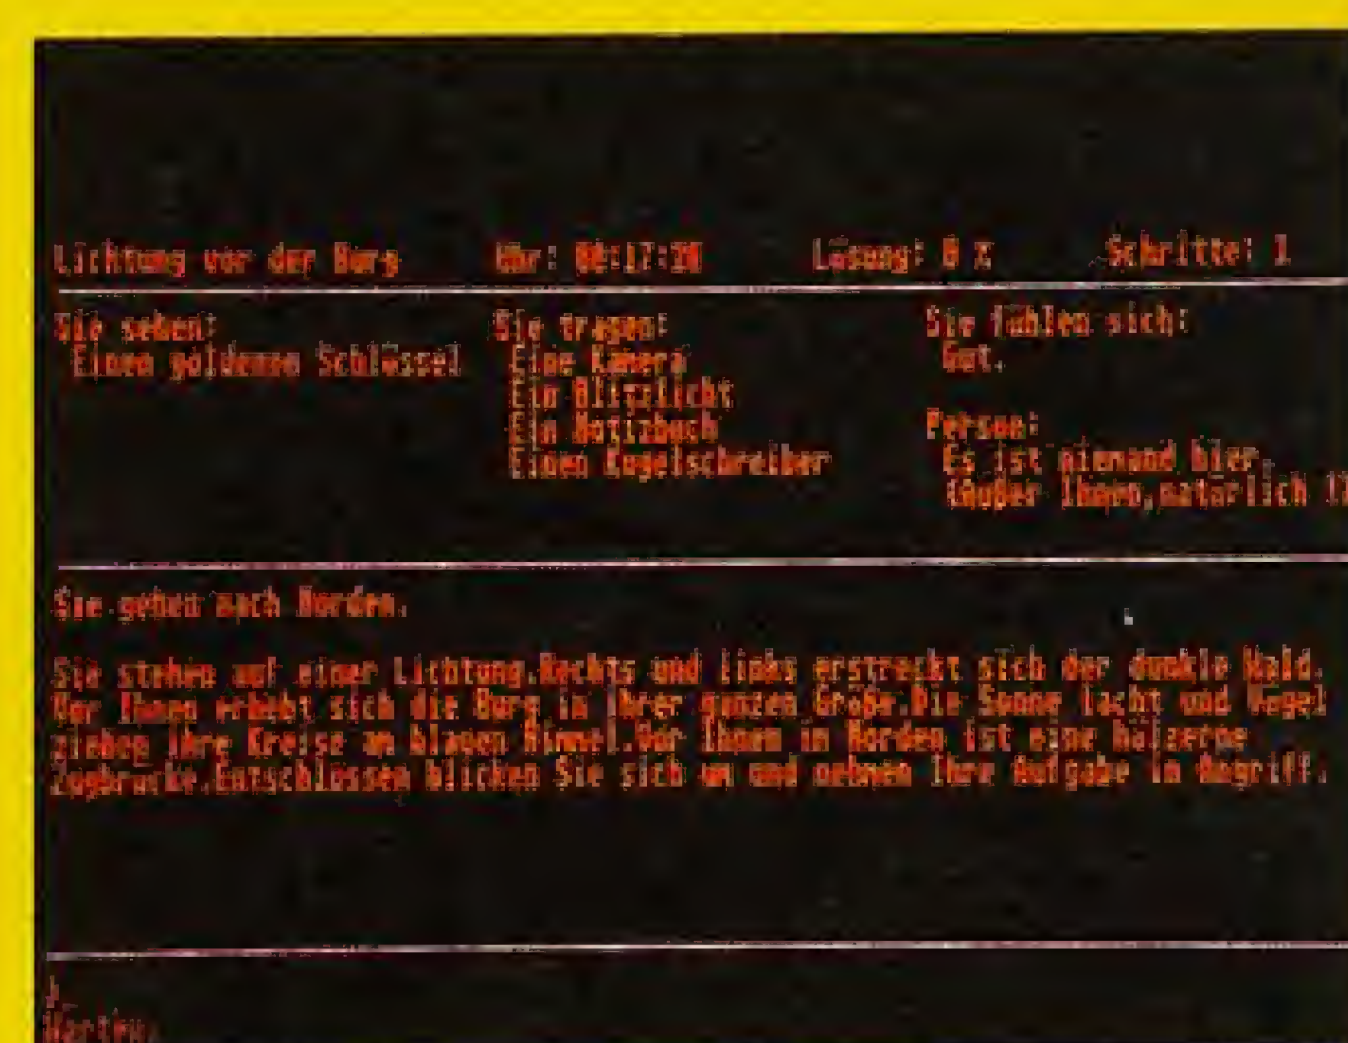 Lichtung vor der Burg Uhr: 00:17:20 Lösung: 0 % Schritte: 1
Sie sehen: Sie tragen: Sie fühlen sich:
Einen goldenen Schlüssel Eine Kamera Gut.
Ein Blitzlicht
Ein Notizbuch Person:
Einen Kugelschreiber Es ist niemand hier.
(Außer Ihnen,natürlich !)
Sie gehen nach Norden.
Sie stehen auf einer Lichtung.Rechts und links erstreckt sich der dunkle Wald.
Vor Ihnen erhebt sich die Burg in ihrer ganzen Größe.Die Sonne lacht und Vögel
ziehen ihre Kreise am blauen Himmel.Vor Ihnen im Norden ist eine hölzerne
Zugbrücke.Entschlossen blicken Sie sich um und nehmen Ihre Aufgabe in Angriff.
Warten.